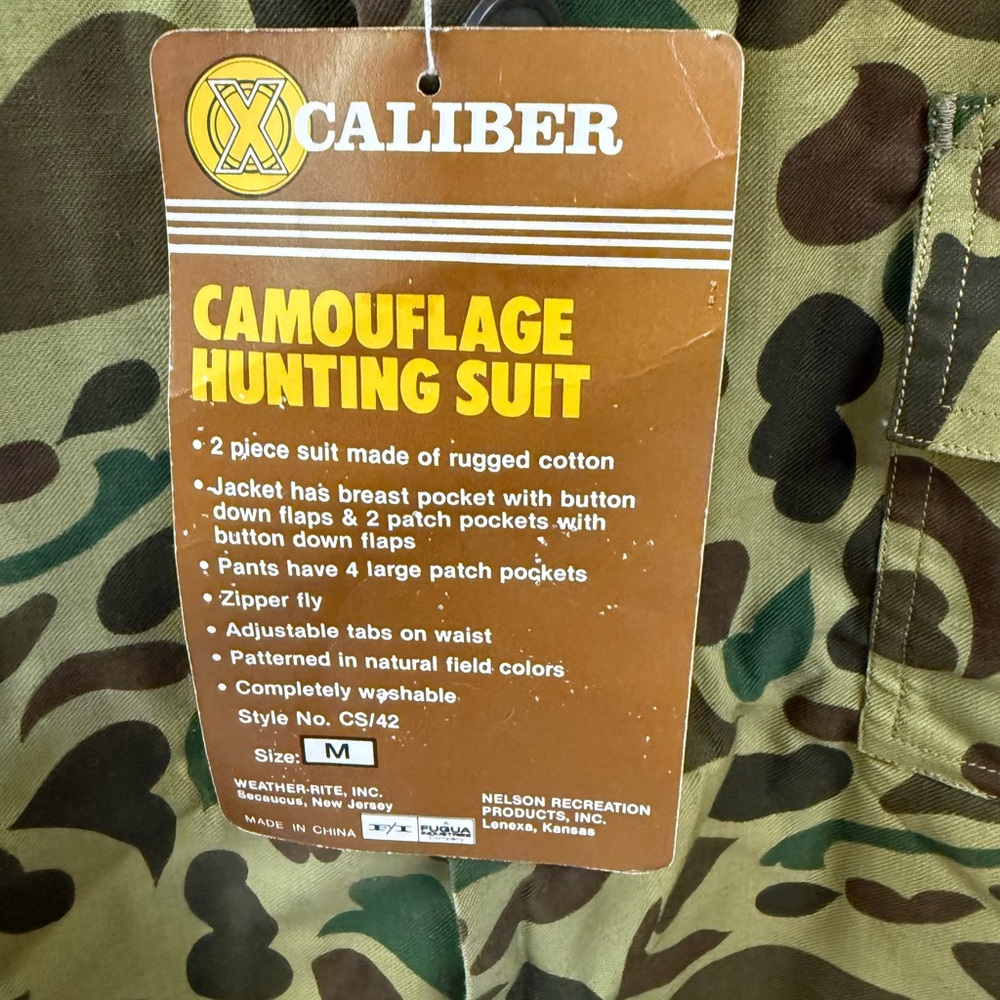 XCALIBER
CAMOUFLAGE
HUNTING SUIT
• 2 piece suit made of rugged cotton
• Jacket has breast pocket with button
down flaps & 2 patch pockets with
button down flaps
• Pants have 4 large patch pockets
• Zipper fly
• Adjustable tabs on waist
• Patterned in natural field colors
• Completely washable
Style No. CS/42
Size: M
WEATHER-RITE, INC.
Secaucus, New Jersey
NELSON RECREATION
PRODUCTS, INC.
Lenexa, Kansas
MADE IN CHINA
A
FUQUA
INDUSTRIES
Company